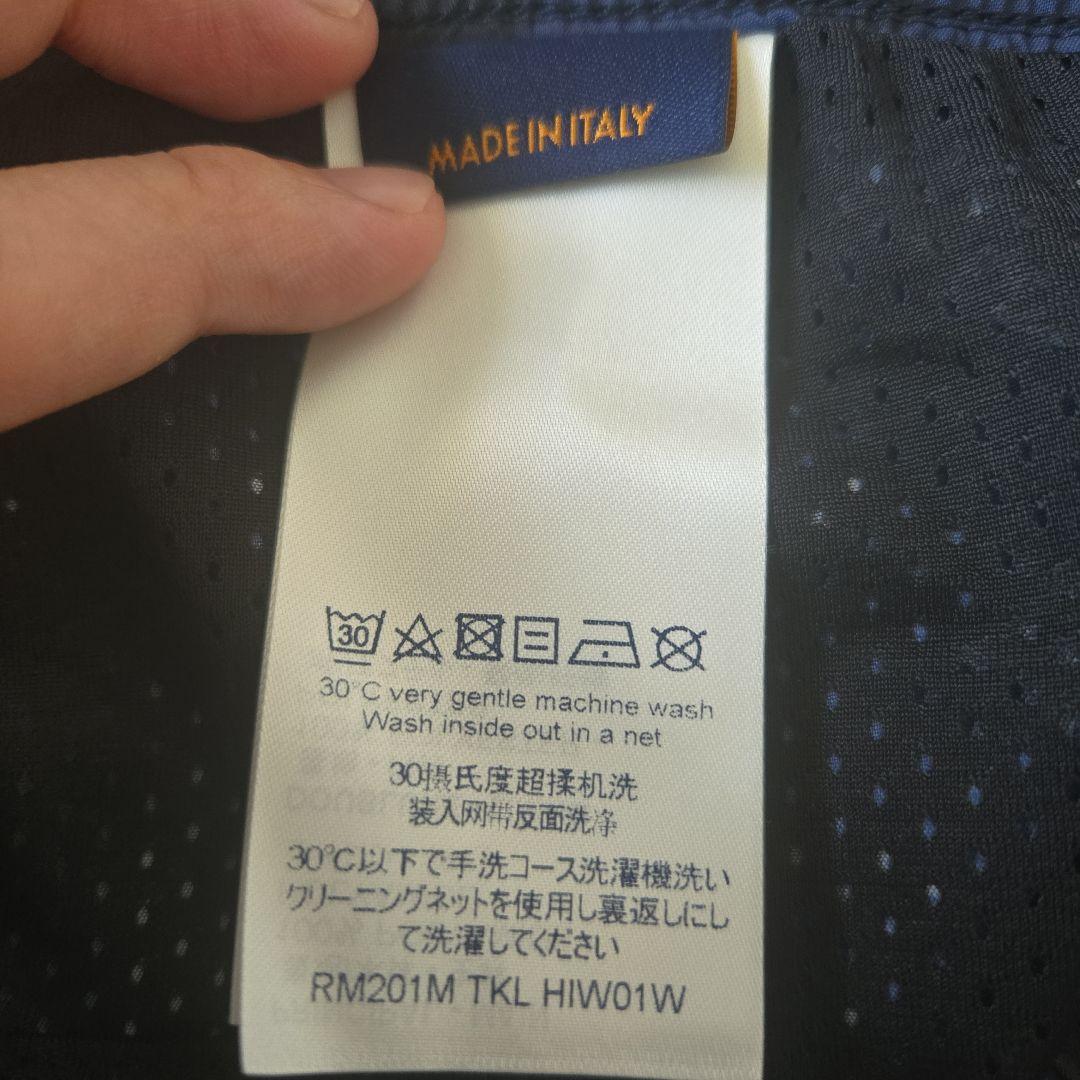 MADE IN ITALY
30
30°C very gentle machine wash
Wash inside out in a net
30摄氏度超揉机洗
装入网带反面洗净
30℃以下で手洗コース洗濯機洗い
クリーニングネットを使用し裏返しにし
て洗濯してください
RM201M TKL HIW01W